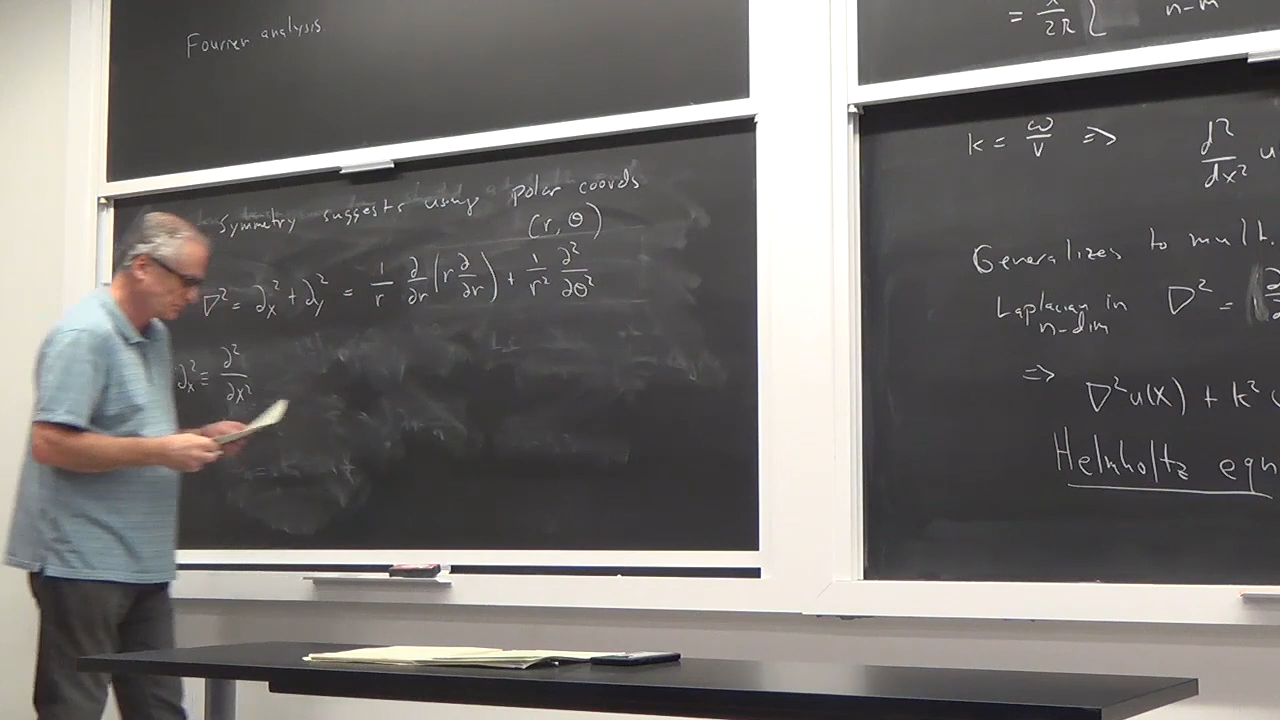 Fourier analysis.
Symmetry suggests using polar coords
(r, θ)
∇² = ∂x² + ∂y² = 1/r ∂/∂r (r ∂/∂r) + 1/r² ∂²/∂θ²
∂x² ≡ ∂²/∂x²
n-m
k = ω/v => d²/dx² u
Generalizes to mult.
Laplacian in n-dim ∇² =
=> ∇²u(x) + k²
Helmholtz eqn